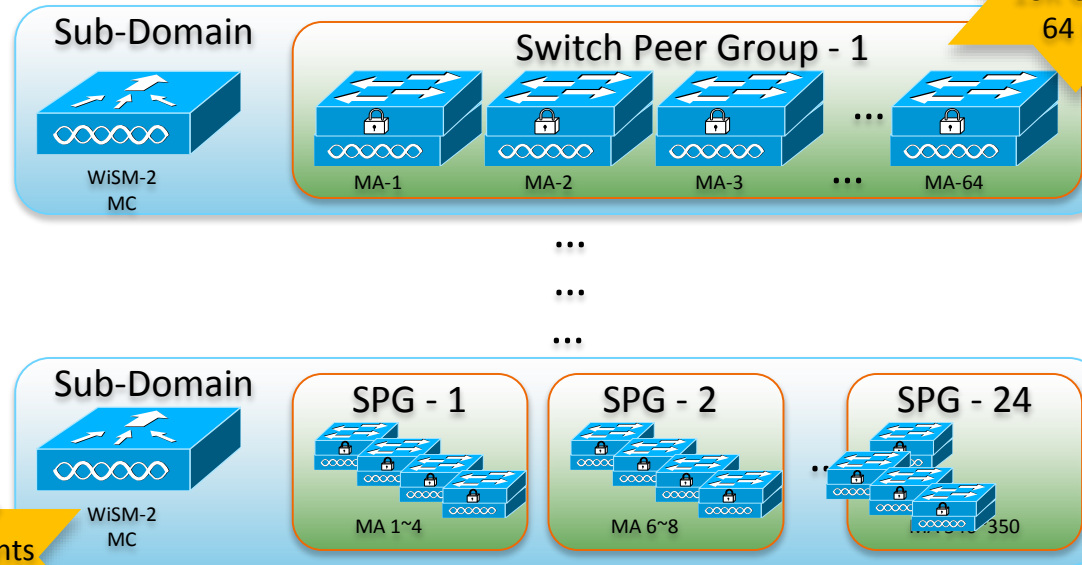 64
Sub-Domain
Switch Peer Group - 1
...
WiSM-2
MC
MA-1
MA-2
MA-3
...
MA-64
...
...
...
Sub-Domain
SPG - 1
SPG - 2
SPG - 24
WiSM-2
MC
MA 1~4
MA 6~8
350
nts